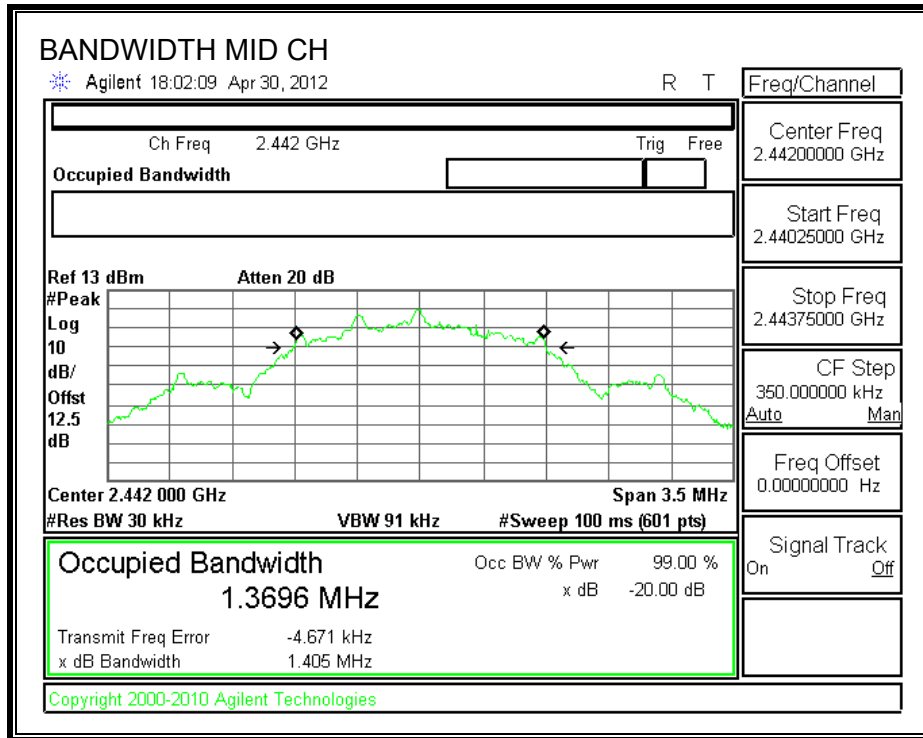 BANDWIDTH MID CH
Agilent 18:02:09 Apr 30, 2012 R T
Freq/Channel
Ch Freq 2.442 GHz Trig Free
Occupied Bandwidth
Center Freq
2.44200000 GHz
Start Freq
2.44025000 GHz
Stop Freq
2.44375000 GHz
CF Step
350.000000 kHz
Auto Man
Freq Offset
0.00000000 Hz
Signal Track
On Off
Ref 13 dBm Atten 20 dB
#Peak
Log
10
dB/
Offst
12.5
dB
Center 2.442 000 GHz Span 3.5 MHz
#Res BW 30 kHz VBW 91 kHz #Sweep 100 ms (601 pts)
Occupied Bandwidth Occ BW % Pwr 99.00 %
1.3696 MHz x dB -20.00 dB
Transmit Freq Error -4.671 kHz
x dB Bandwidth 1.405 MHz
Copyright 2000-2010 Agilent Technologies